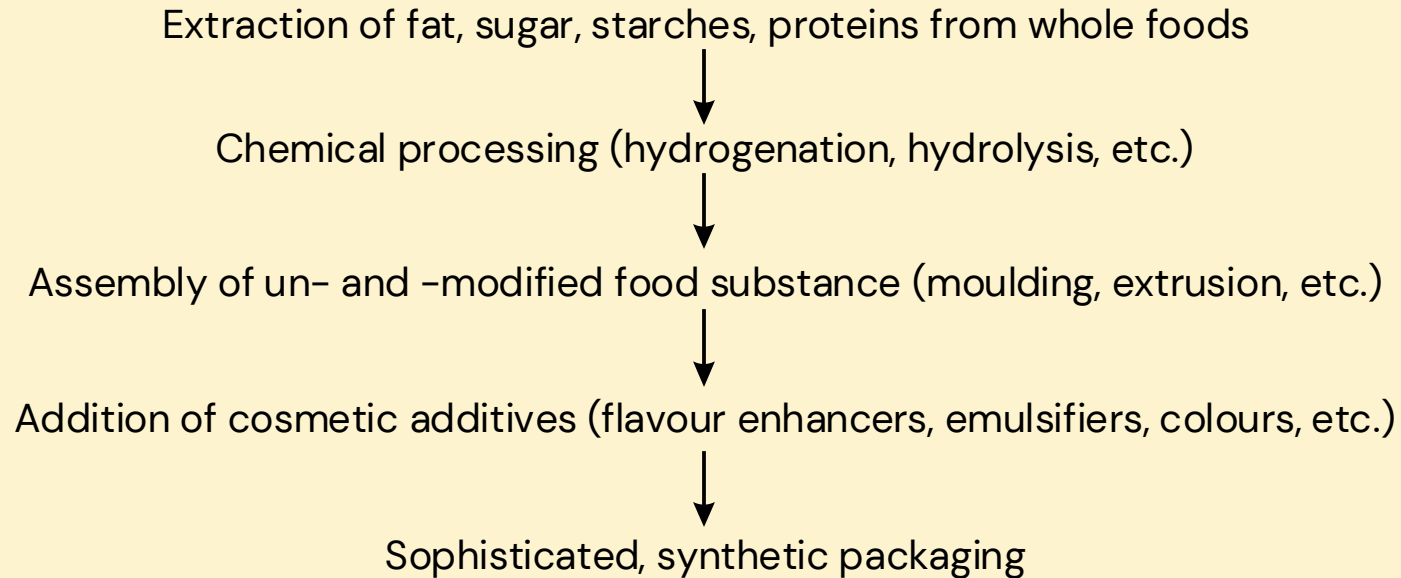 Extraction of fat, sugar, starches, proteins from whole foods
Chemical processing (hydrogenation, hydrolysis, etc.)
Assembly of un- and -modified food substance (moulding, extrusion, etc.)
Addition of cosmetic additives (flavour enhancers, emulsifiers, colours, etc.)
Sophisticated, synthetic packaging